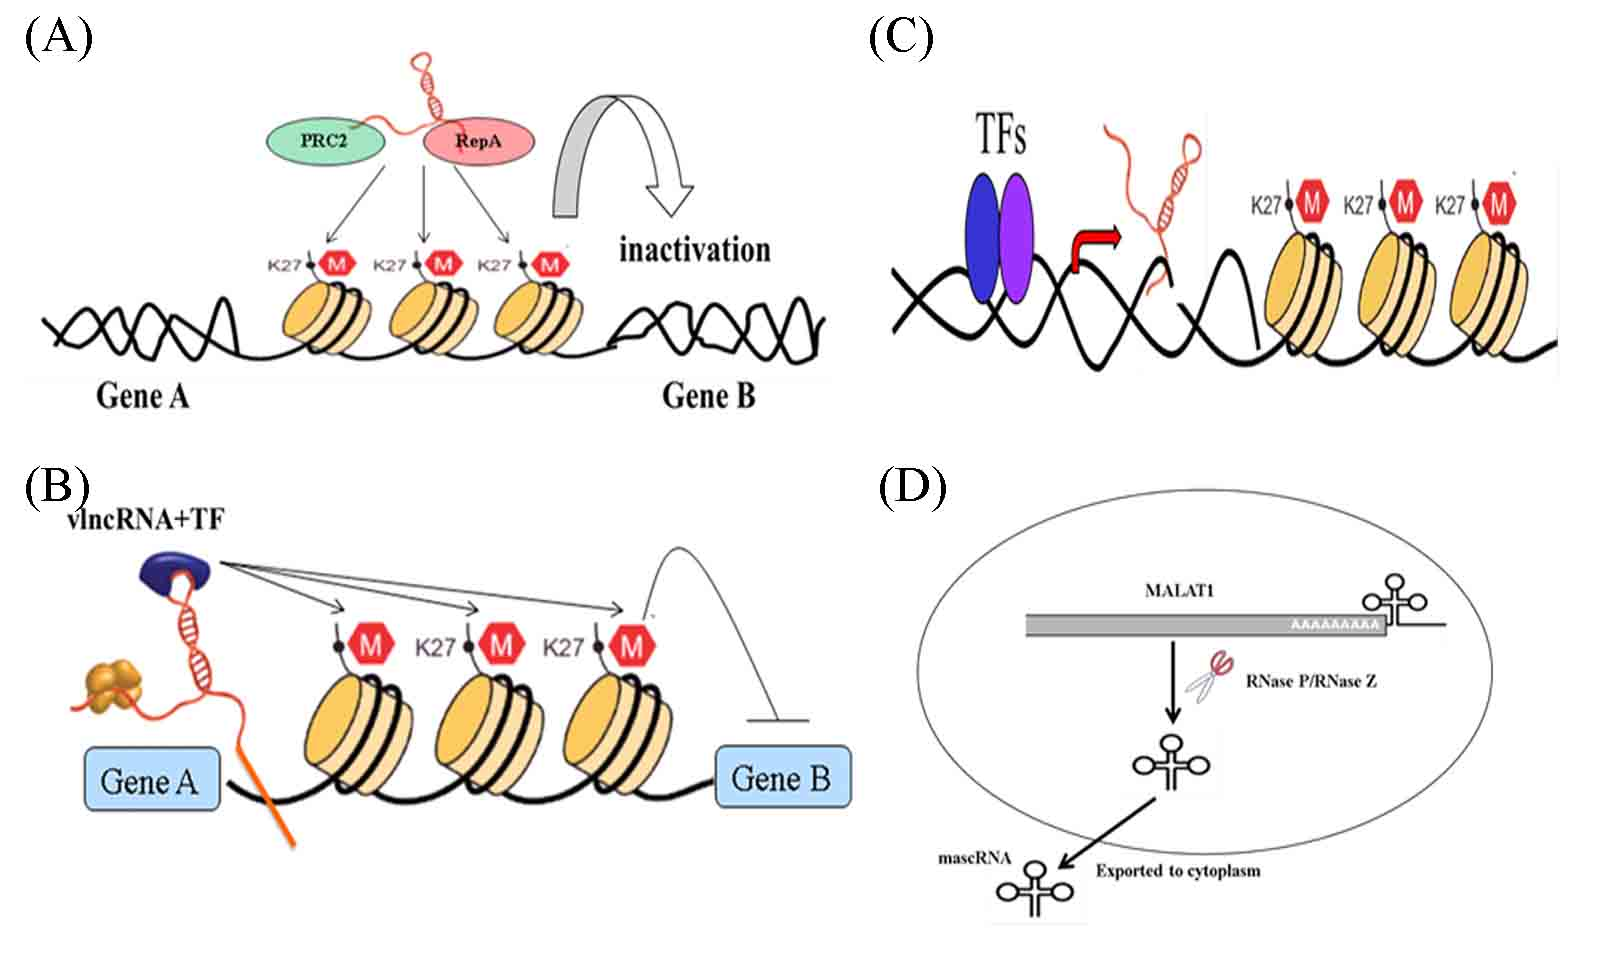 (A)
PRC2
RepA
inactivation
K27 M K27 M K27 M
Gene A
Gene B
(B)
vlncRNA+TF
M K27 M K27 M
Gene A
Gene B
(C)
TFs
K27 M K27 M K27 M
(D)
MALAT1
AAAAAAAAA
RNase P/RNase Z
mascRNA
Exported to cytoplasm